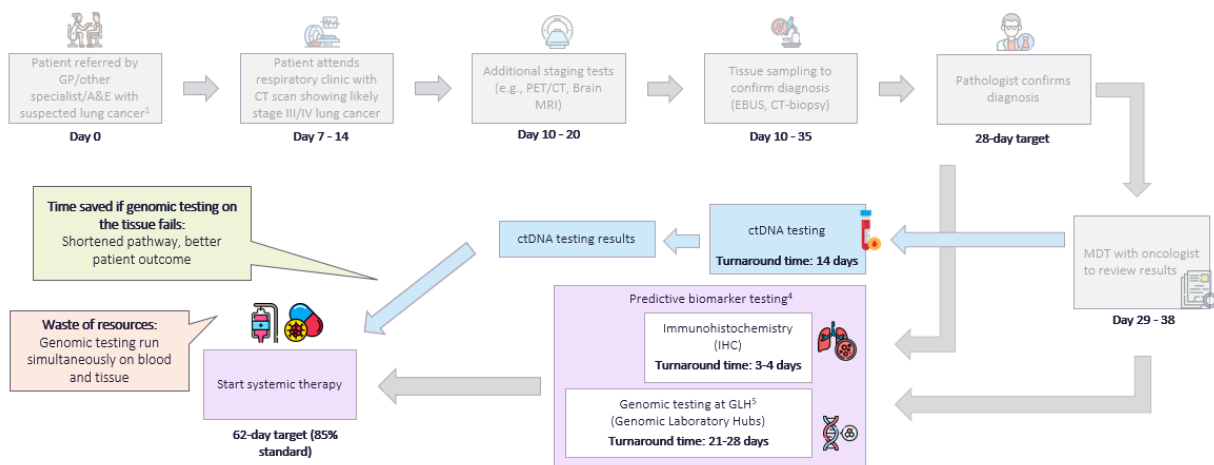 Patient referred by
GP/other
specialist/A&E with
suspected lung cancer¹
Day 0
Patient attends
respiratory clinic with
CT scan showing likely
stage III/IV lung cancer
Day 7 - 14
Additional staging tests
(e.g., PET/CT, Brain
MRI)
Day 10 - 20
Tissue sampling to
confirm diagnosis
(EBUS, CT-biopsy)
Day 10 - 35
Pathologist confirms
diagnosis
28-day target
Time saved if genomic testing on
the tissue fails:
Shortened pathway, better
patient outcome
ctDNA testing results
ctDNA testing
Turnaround time: 14 days
MDT with oncologist
to review results
Day 29 - 38
Waste of resources:
Genomic testing run
simultaneously on blood
and tissue
Start systemic therapy
62-day target (85%
standard)
Predictive biomarker testing⁴
Immunohistochemistry
(IHC)
Turnaround time: 3-4 days
Genomic testing at GLH⁵
(Genomic Laboratory Hubs)
Turnaround time: 21-28 days